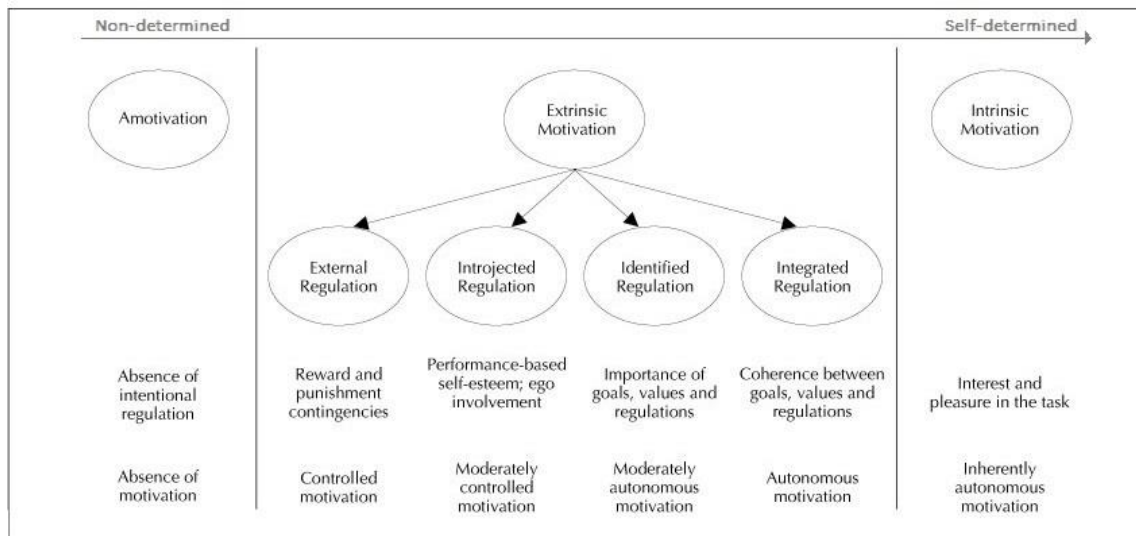 Non-determined
Self-determined
Amotivation
Extrinsic
Motivation
Intrinsic
Motivation
External
Regulation
Introjected
Regulation
Identified
Regulation
Integrated
Regulation
Absence of
intentional
regulation
Reward and
punishment
contingencies
Performance-based
self-esteem; ego
involvement
Importance of
goals, values and
regulations
Coherence between
goals, values and
regulations
Interest and
pleasure in the task
Absence of
motivation
Controlled
motivation
Moderately
controlled
motivation
Moderately
autonomous
motivation
Autonomous
motivation
Inherently
autonomous
motivation